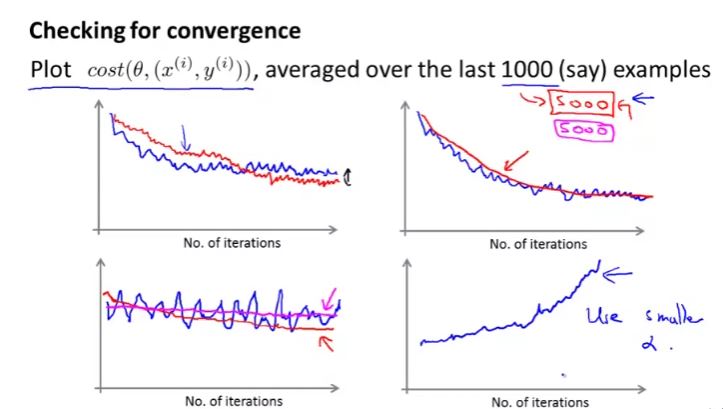 Checking for convergence
Plot cost(θ, (x^(i), y^(i))), averaged over the last 1000 (say) examples
5000
5000
No. of iterations
No. of iterations
Use smaller
α.
No. of iterations
No. of iterations